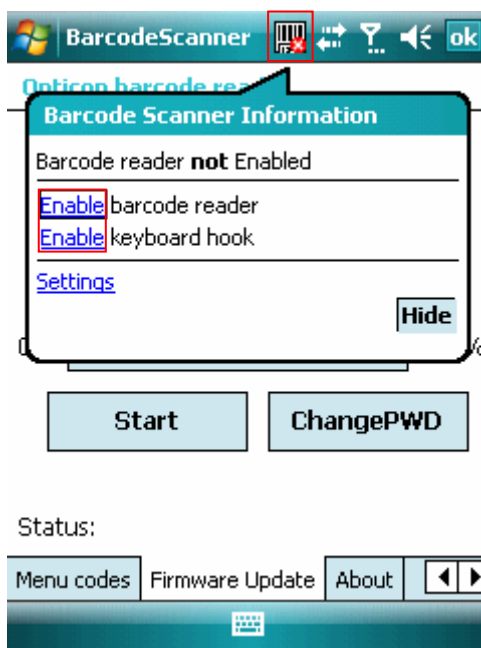 BarcodeScanner
ok
Opticon barcode rea
Barcode Scanner Information
Barcode reader not Enabled
Enable barcode reader
Enable keyboard hook
Settings
Hide
Start ChangePWD
Status:
Menu codes Firmware Update About